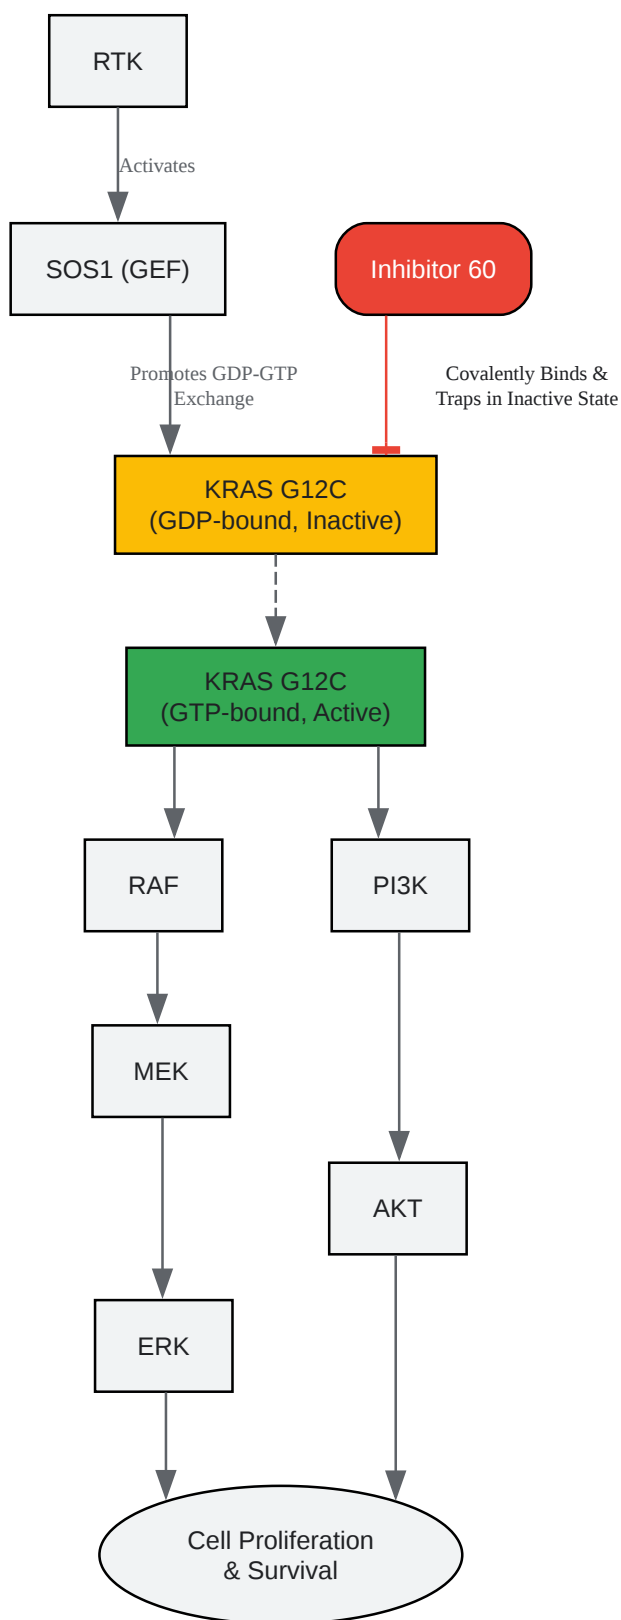 RTK
Activates
SOS1 (GEF)
Inhibitor 60
Promotes GDP-GTP
Exchange
Covalently Binds &
Traps in Inactive State
KRAS G12C
(GDP-bound, Inactive)
KRAS G12C
(GTP-bound, Active)
RAF
PI3K
MEK
AKT
ERK
Cell Proliferation
& Survival